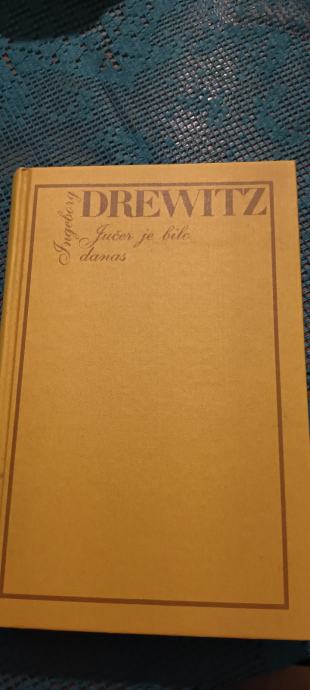 Ingeborg
DREWITZ
Jučer je bilo
danas